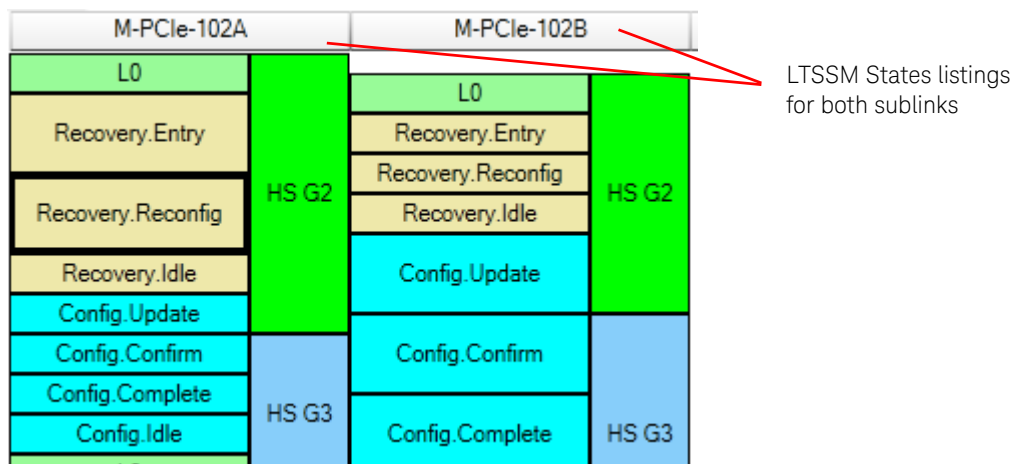 M-PCIe-102A
M-PCIe-102B
L0
Recovery.Entry
Recovery.Reconfig
Recovery.Idle
Config.Update
Config.Confirm
Config.Complete
Config.Idle
HS G2
HS G3
L0
Recovery.Entry
Recovery.Reconfig
Recovery.Idle
Config.Update
Config.Confirm
Config.Complete
HS G2
HS G3
LTSSM States listings
for both sublinks